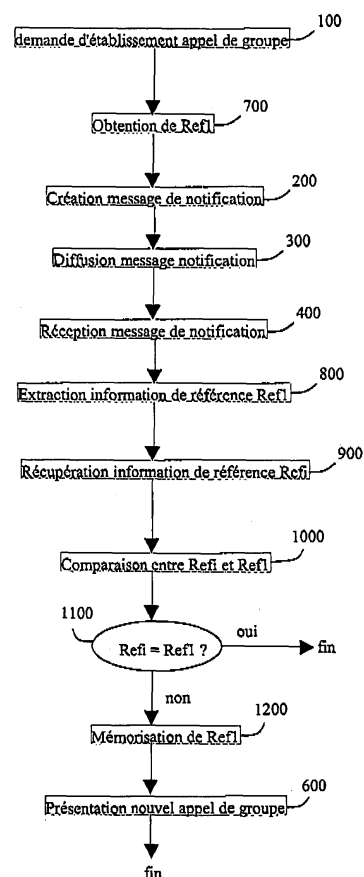 100
demande d'établissement appel de groupe
700
Obtention de Ref1
200
Création message de notification
300
Diffusion message notification
400
Réception message de notification
800
Extraction information de référence Ref1
900
Récupération information de référence Refi
1000
Comparaison entre Refi et Ref1
1100
Refi = Ref1 ?
oui
fin
non
1200
Mémorisation de Ref1
600
Présentation nouvel appel de groupe
fin